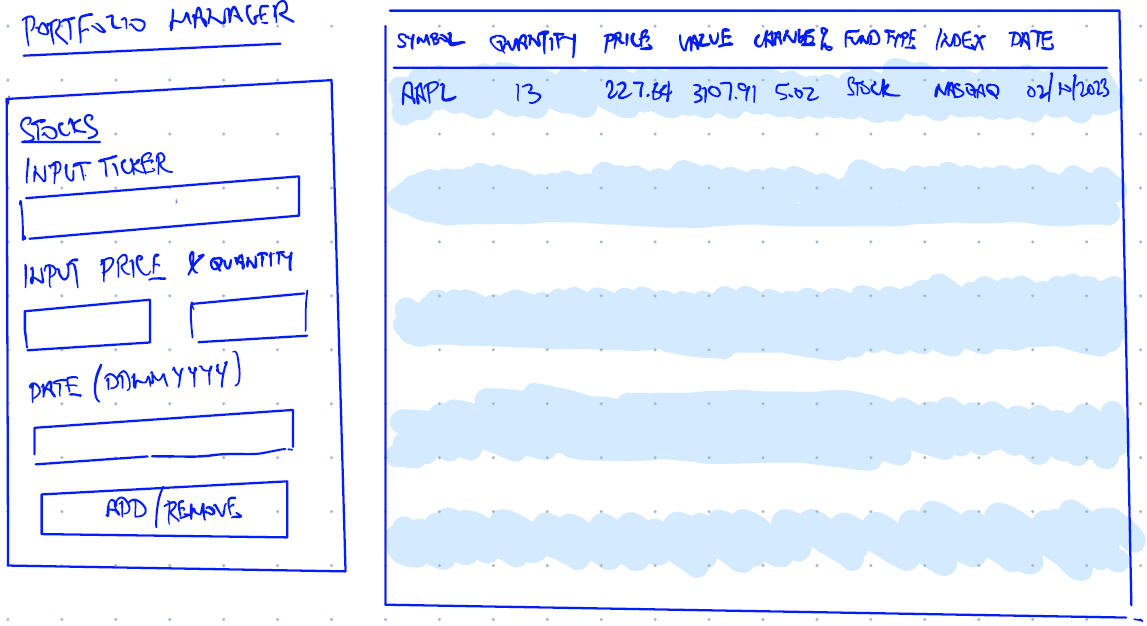 PORTFOLIO MANAGER
STOCKS
INPUT TICKER
INPUT PRICE & QUANTITY
DATE (DDMMYYYY)
ADD/REMOVE
SYMBOL QUANTITY PRICE VALUE CHANGE% FUND TYPE INDEX DATE
AAPL 13 227.64 3107.91 5.02 STOCK NASDAQ 02/10/2023